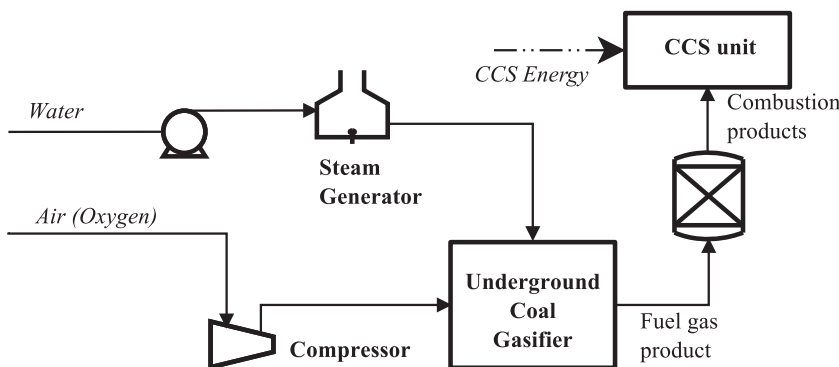 CCS unit
CCS Energy
Combustion
products
Water
Steam
Generator
Air (Oxygen)
Underground
Coal
Gasifier
Fuel gas
product
Compressor